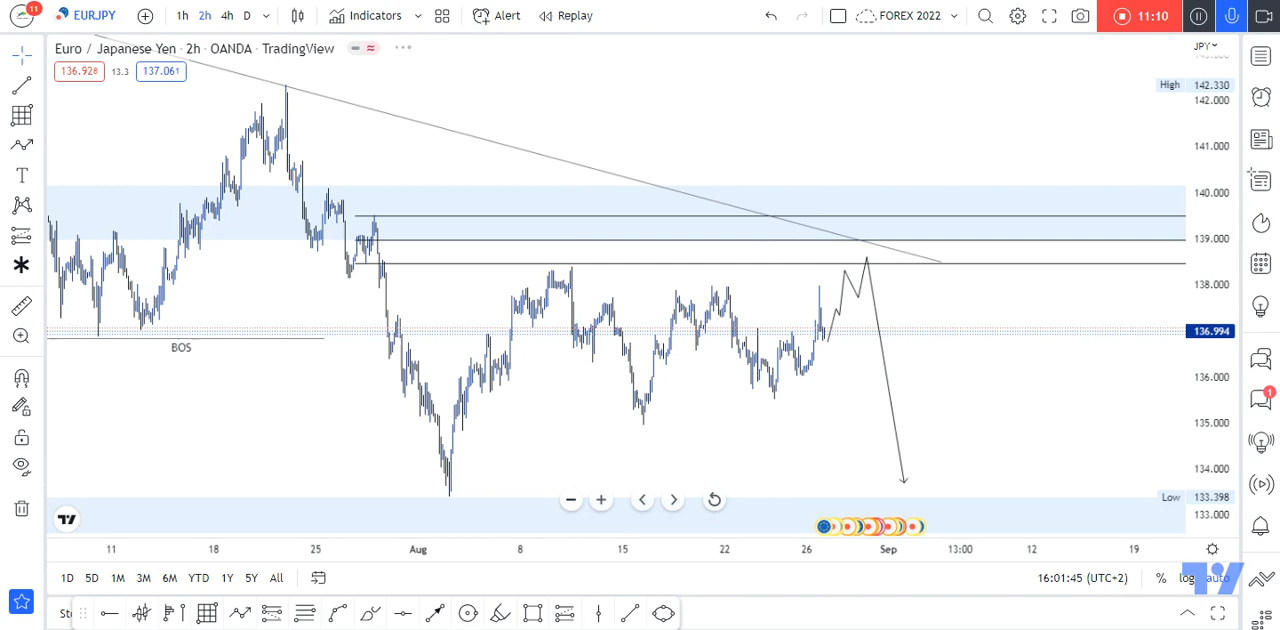 11
EURJPY
1h 2h 4h D
Indicators
Alert
Replay
FOREX 2022
11:10
Euro / Japanese Yen · 2h · OANDA · TradingView
JPY
136.928
13.3
137.061
High 142.330
142.000
141.000
140.000
139.000
138.000
136.994
BOS
136.000
135.000
1
134.000
Low 133.398
133.000
11 18 25 Aug 8 15 22 26 Sep 13:00 12 19
1D 5D 1M 3M 6M YTD 1Y 5Y All
16:01:45 (UTC+2)
% log auto